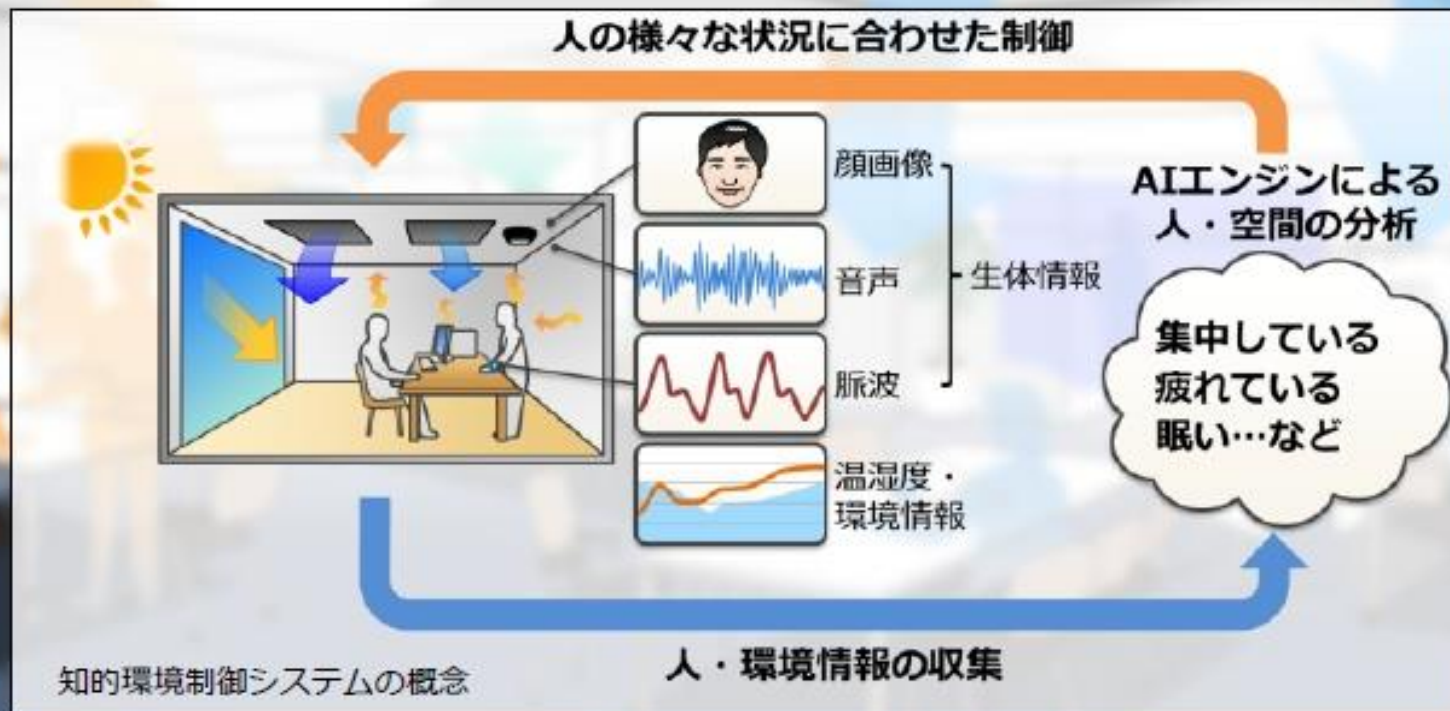 人の様々な状況に合わせた制御
顔画像
音声
生体情報
脈波
温湿度・
環境情報
AIエンジンによる
人・空間の分析
集中している
疲れている
眠い…など
人・環境情報の収集
知的環境制御システムの概念